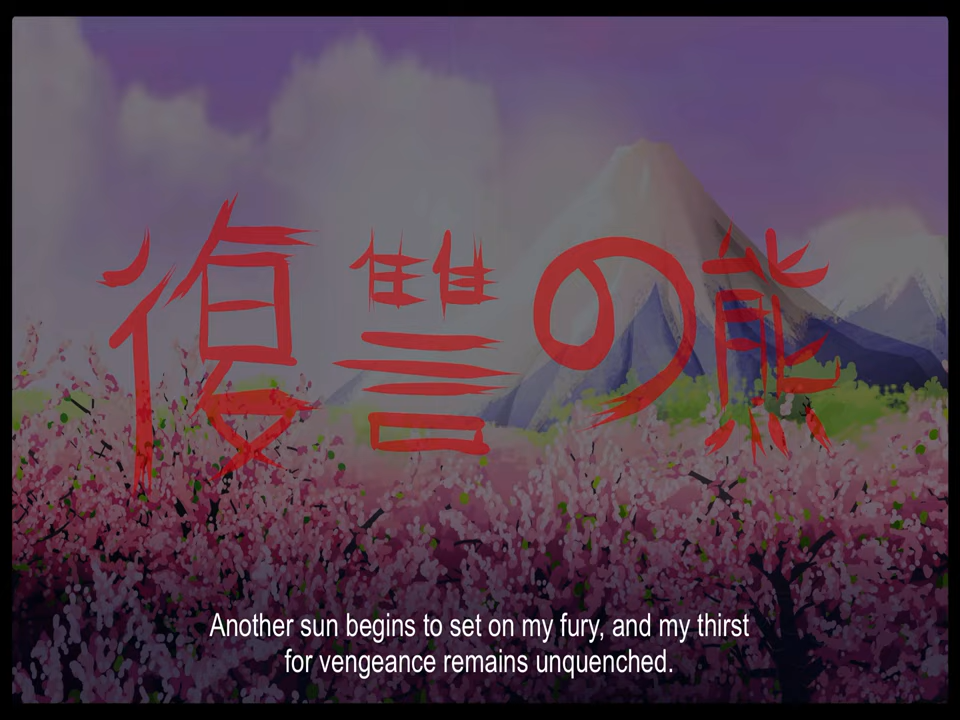 復讐の熊
Another sun begins to set on my fury, and my thirst
for vengeance remains unquenched.